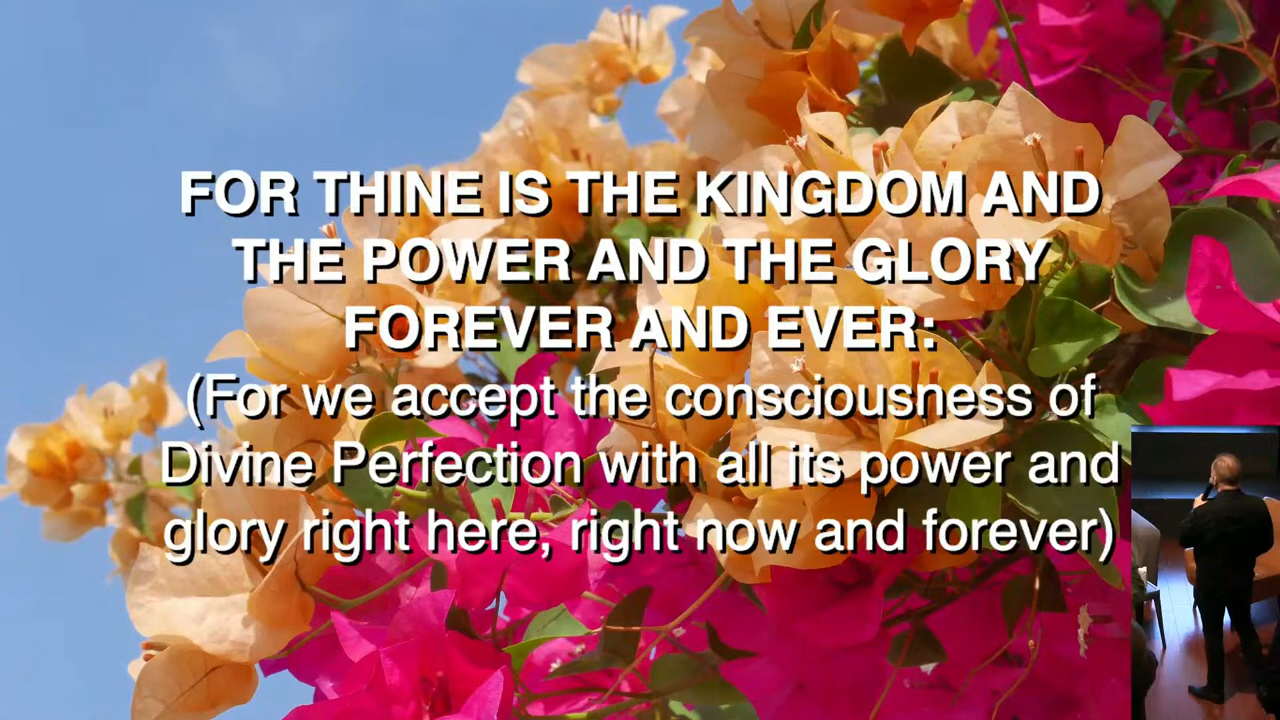 FOR THINE IS THE KINGDOM AND
THE POWER AND THE GLORY
FOREVER AND EVER:
(For we accept the consciousness of
Divine Perfection with all its power and
glory right here, right now and forever)